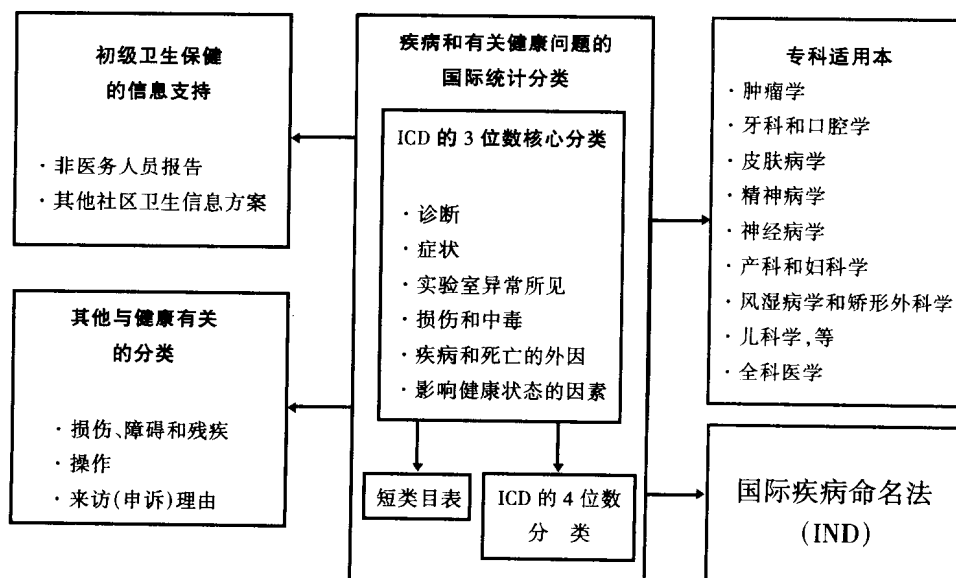 初级卫生保健
的信息支持
· 非医务人员报告
· 其他社区卫生信息方案
其他与健康有关
的分类
· 损伤、障碍和残疾
· 操作
· 来访(申诉)理由
疾病和有关健康问题的
国际统计分类
ICD 的 3 位数核心分类
· 诊断
· 症状
· 实验室异常所见
· 损伤和中毒
· 疾病和死亡的外因
· 影响健康状态的因素
短类目表
ICD 的 4 位数
分 类
专科适用本
· 肿瘤学
· 牙科和口腔学
· 皮肤病学
· 精神病学
· 神经病学
· 产科和妇科学
· 风湿病学和矫形外科学
· 儿科学,等
· 全科医学
国际疾病命名法
(IND)